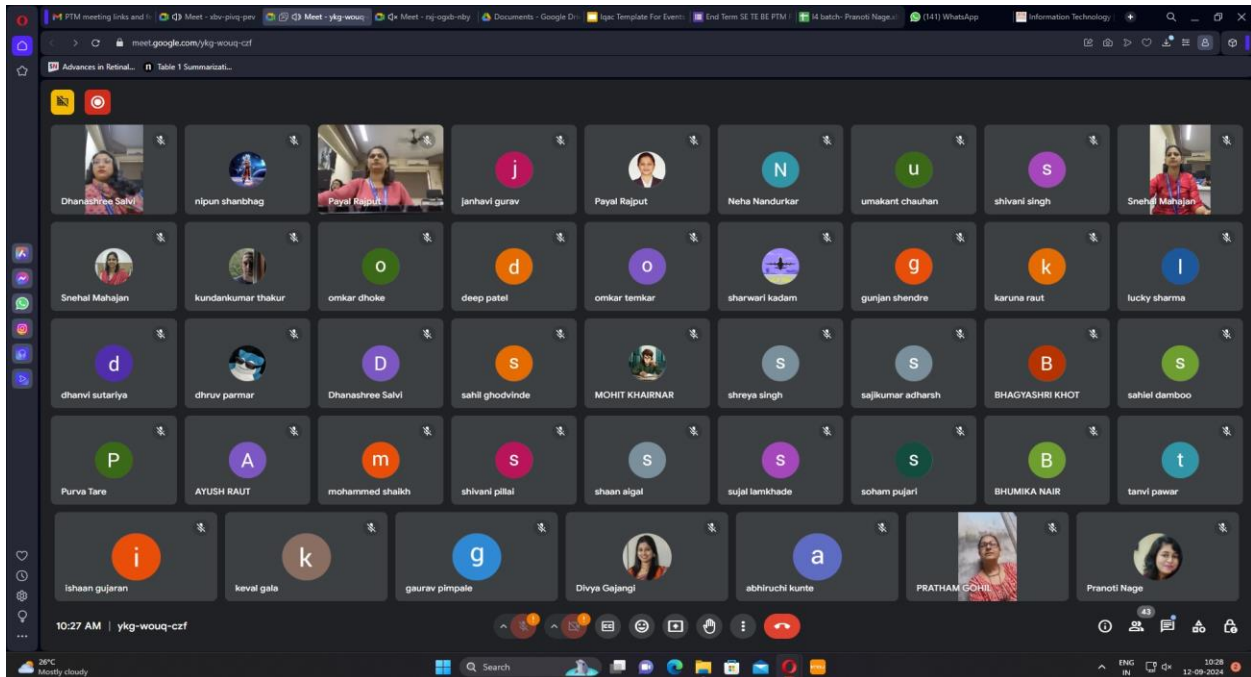 PTM meeting links and
Meet - xbv-pivq-pev
Meet - ykg-wouq
Meet - rxj-ogxb-nby
Documents - Google Dri
Iqac Template For Event
End Term SE TE BE PTM
I4 batch- Pranoti Nage.x
(141) WhatsApp
Information Technology
meet.google.com/ykg-wouq-czf
Advances in Retinal...
Table 1 Summarizati...
Dhanashree Salvi
nipun shanbhag
Payal Rajput
j
janhavi gurav
Payal Rajput
N
Neha Nandurkar
u
umakant chauhan
s
shivani singh
Snehal Mahajan
Snehal Mahajan
kundankumar thakur
o
omkar dhoke
d
deep patel
o
omkar temkar
sharwari kadam
g
gunjan shendre
k
karuna raut
l
lucky sharma
d
dhanvi sutariya
dhruv parmar
D
Dhanashree Salvi
s
sahil ghodvinde
MOHIT KHAIRNAR
s
shreya singh
s
sajikumar adharsh
B
BHAGYASHRI KHOT
s
sahiel damboo
P
Purva Tare
A
AYUSH RAUT
m
mohammed shaikh
s
shivani pillai
s
shaan aigal
s
sujal lamkhade
s
soham pujari
B
BHUMIKA NAIR
t
tanvi pawar
i
ishaan gujaran
k
keval gala
g
gaurav pimpale
Divya Gajangi
a
abhiruchi kunte
PRATHAM GOHIL
Pranoti Nage
10:27 AM | ykg-wouq-czf
43
26°C
Mostly cloudy
Search
ENG
IN
10:28
12-09-2024